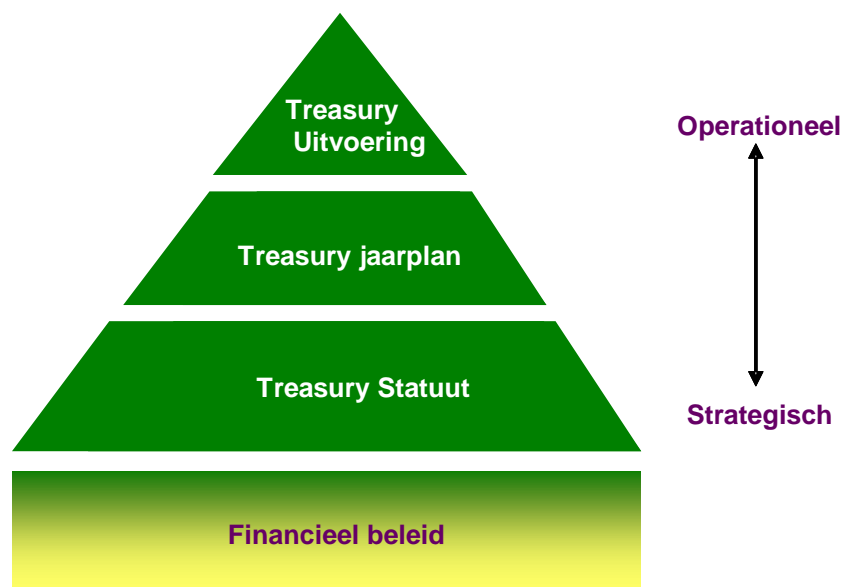 Treasury
Uitvoering
Operationeel
Treasury jaarplan
Treasury Statuut
Strategisch
Financieel beleid